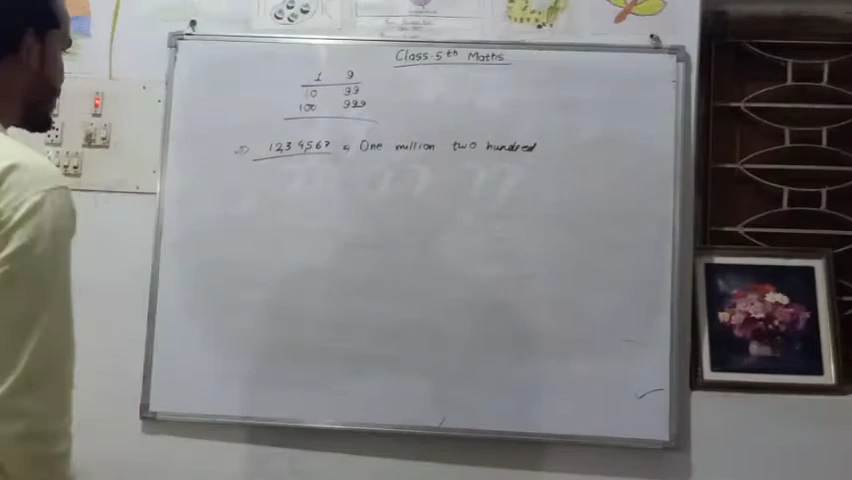 Class-5th Maths
1 9
10 99
100 999
1234567 = One million two hundred